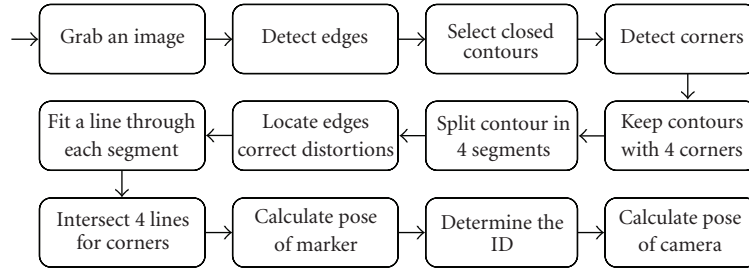 Grab an image
Detect edges
Select closed
contours
Detect corners
Fit a line through
each segment
Locate edges
correct distortions
Split contour in
4 segments
Keep contours
with 4 corners
Intersect 4 lines
for corners
Calculate pose
of marker
Determine the
ID
Calculate pose
of camera